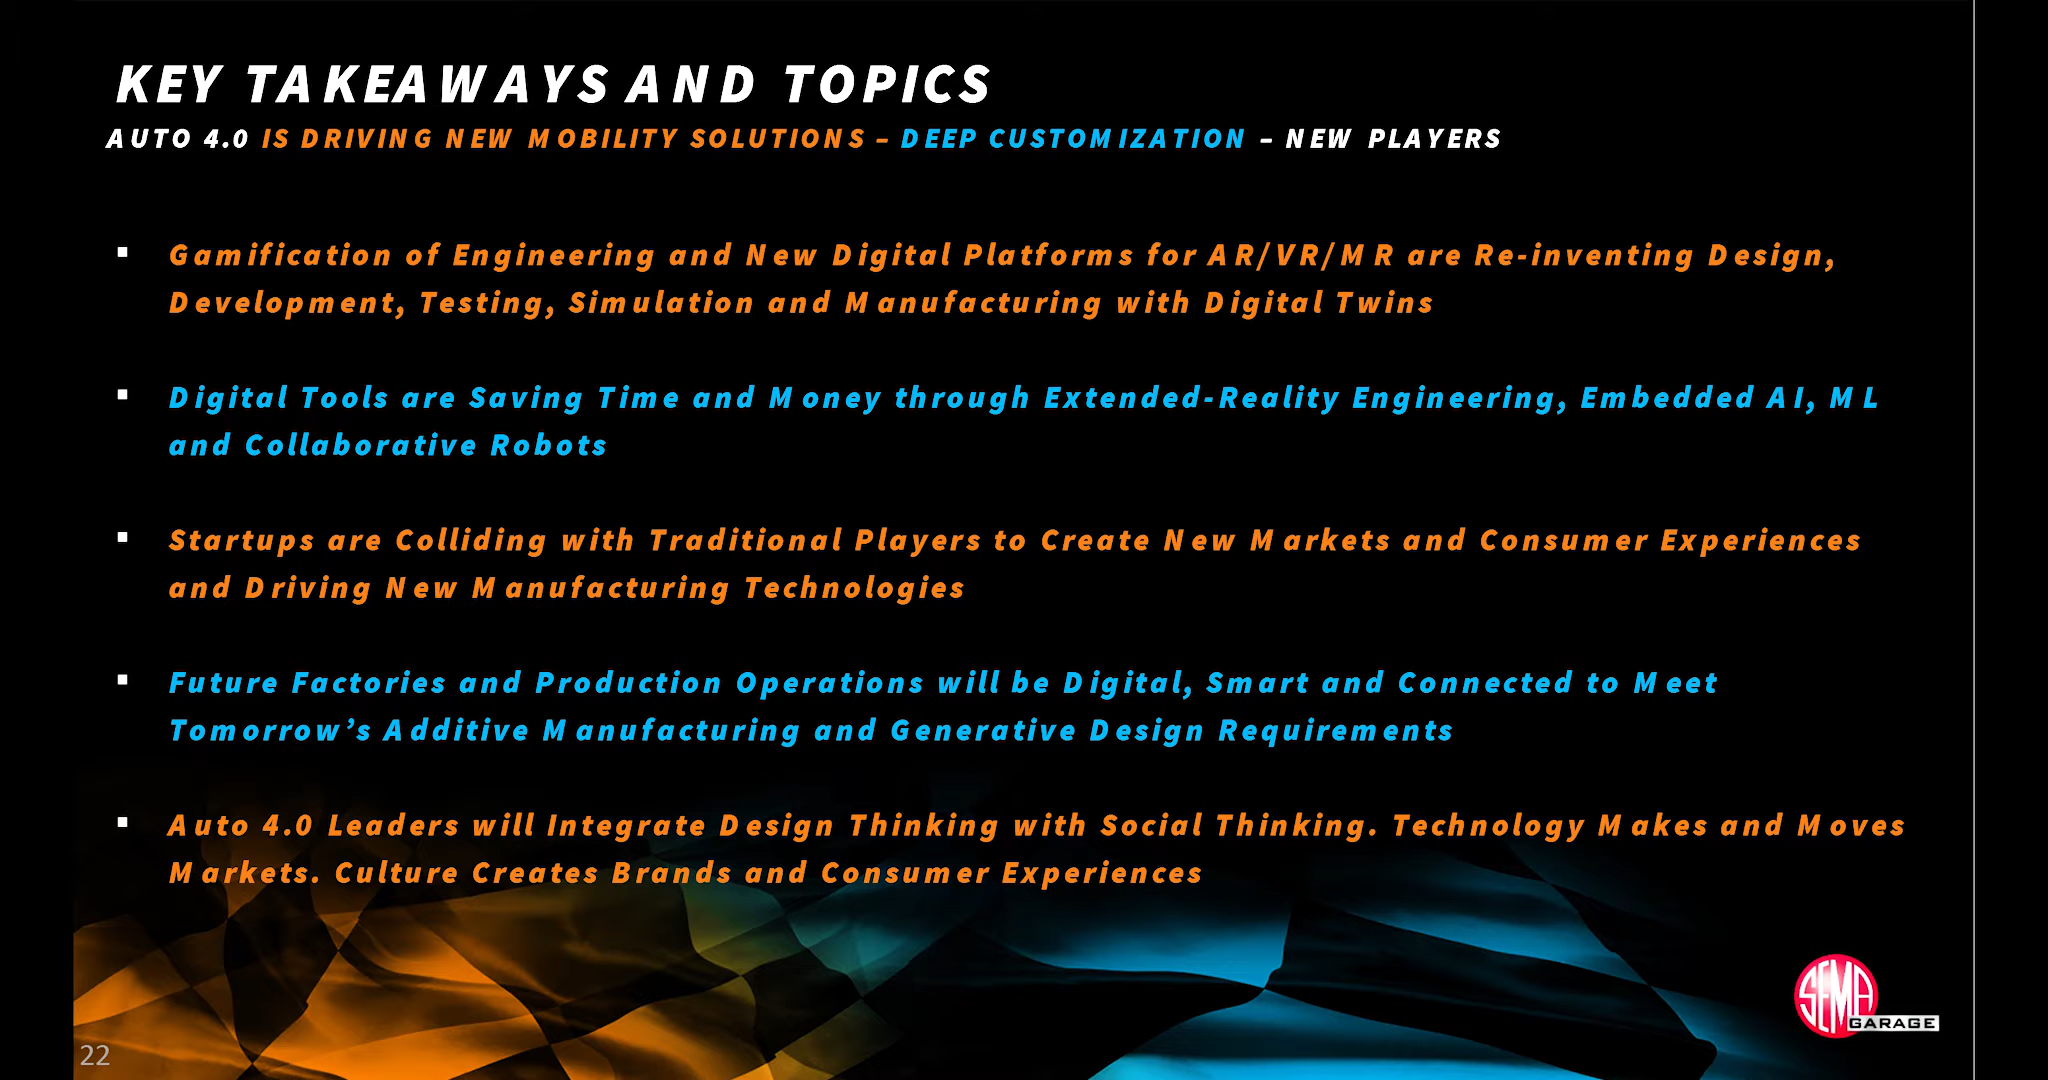 KEY TAKEAWAYS AND TOPICS
AUTO 4.0 IS DRIVING NEW MOBILITY SOLUTIONS – DEEP CUSTOMIZATION – NEW PLAYERS
▪ Gamification of Engineering and New Digital Platforms for AR/VR/MR are Re-inventing Design,
Development, Testing, Simulation and Manufacturing with Digital Twins
▪ Digital Tools are Saving Time and Money through Extended-Reality Engineering, Embedded AI, ML
and Collaborative Robots
▪ Startups are Colliding with Traditional Players to Create New Markets and Consumer Experiences
and Driving New Manufacturing Technologies
▪ Future Factories and Production Operations will be Digital, Smart and Connected to Meet
Tomorrow’s Additive Manufacturing and Generative Design Requirements
▪ Auto 4.0 Leaders will Integrate Design Thinking with Social Thinking. Technology Makes and Moves
Markets. Culture Creates Brands and Consumer Experiences
SEMA
GARAGE
22